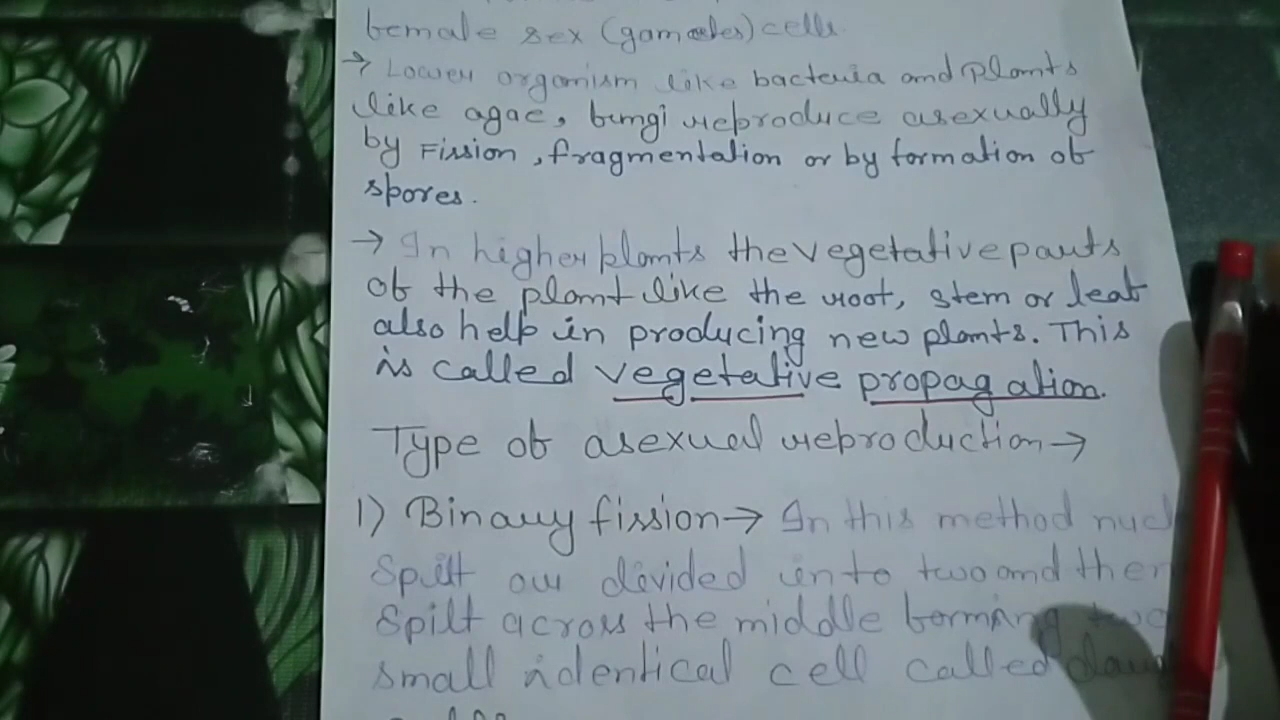 female sex (gametes) cells.
→ Lower organism like bacteria and plants
like agae, fungi reproduce asexually
by Fission, fragmentation or by formation of
spores.
→ In higher plants the vegetative parts
of the plant like the root, stem or leaf
also help in producing new plants. This
is called vegetative propagation.
Type of asexual reproduction →
1) Binary fission → In this method nucl
Spilt or divided into two and then
Spilt across the middle forming two
small identical cell called dau